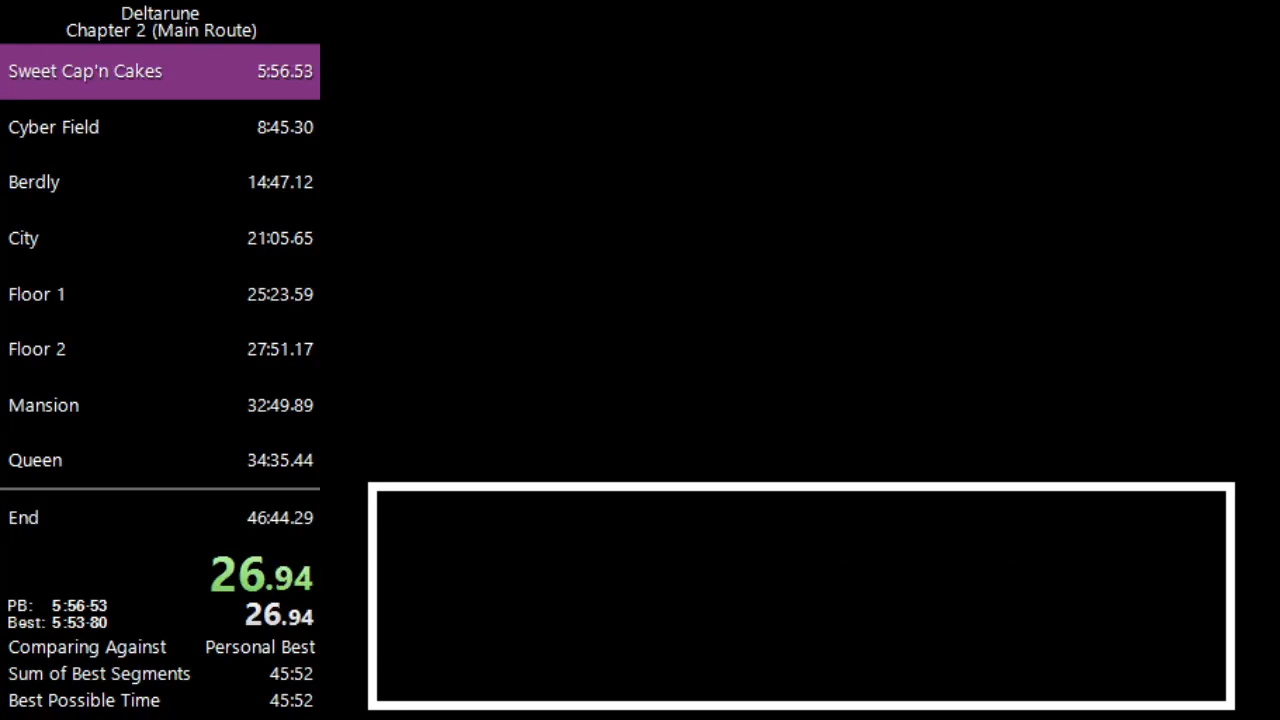 Deltarune
Chapter 2 (Main Route)
Sweet Cap'n Cakes 5:56.53
Cyber Field 8:45.30
Berdly 14:47.12
City 21:05.65
Floor 1 25:23.59
Floor 2 27:51.17
Mansion 32:49.89
Queen 34:35.44
End 46:44.29
26.94
PB: 5:56.53 26.94
Best: 5:53.80
Comparing Against Personal Best
Sum of Best Segments 45:52
Best Possible Time 45:52